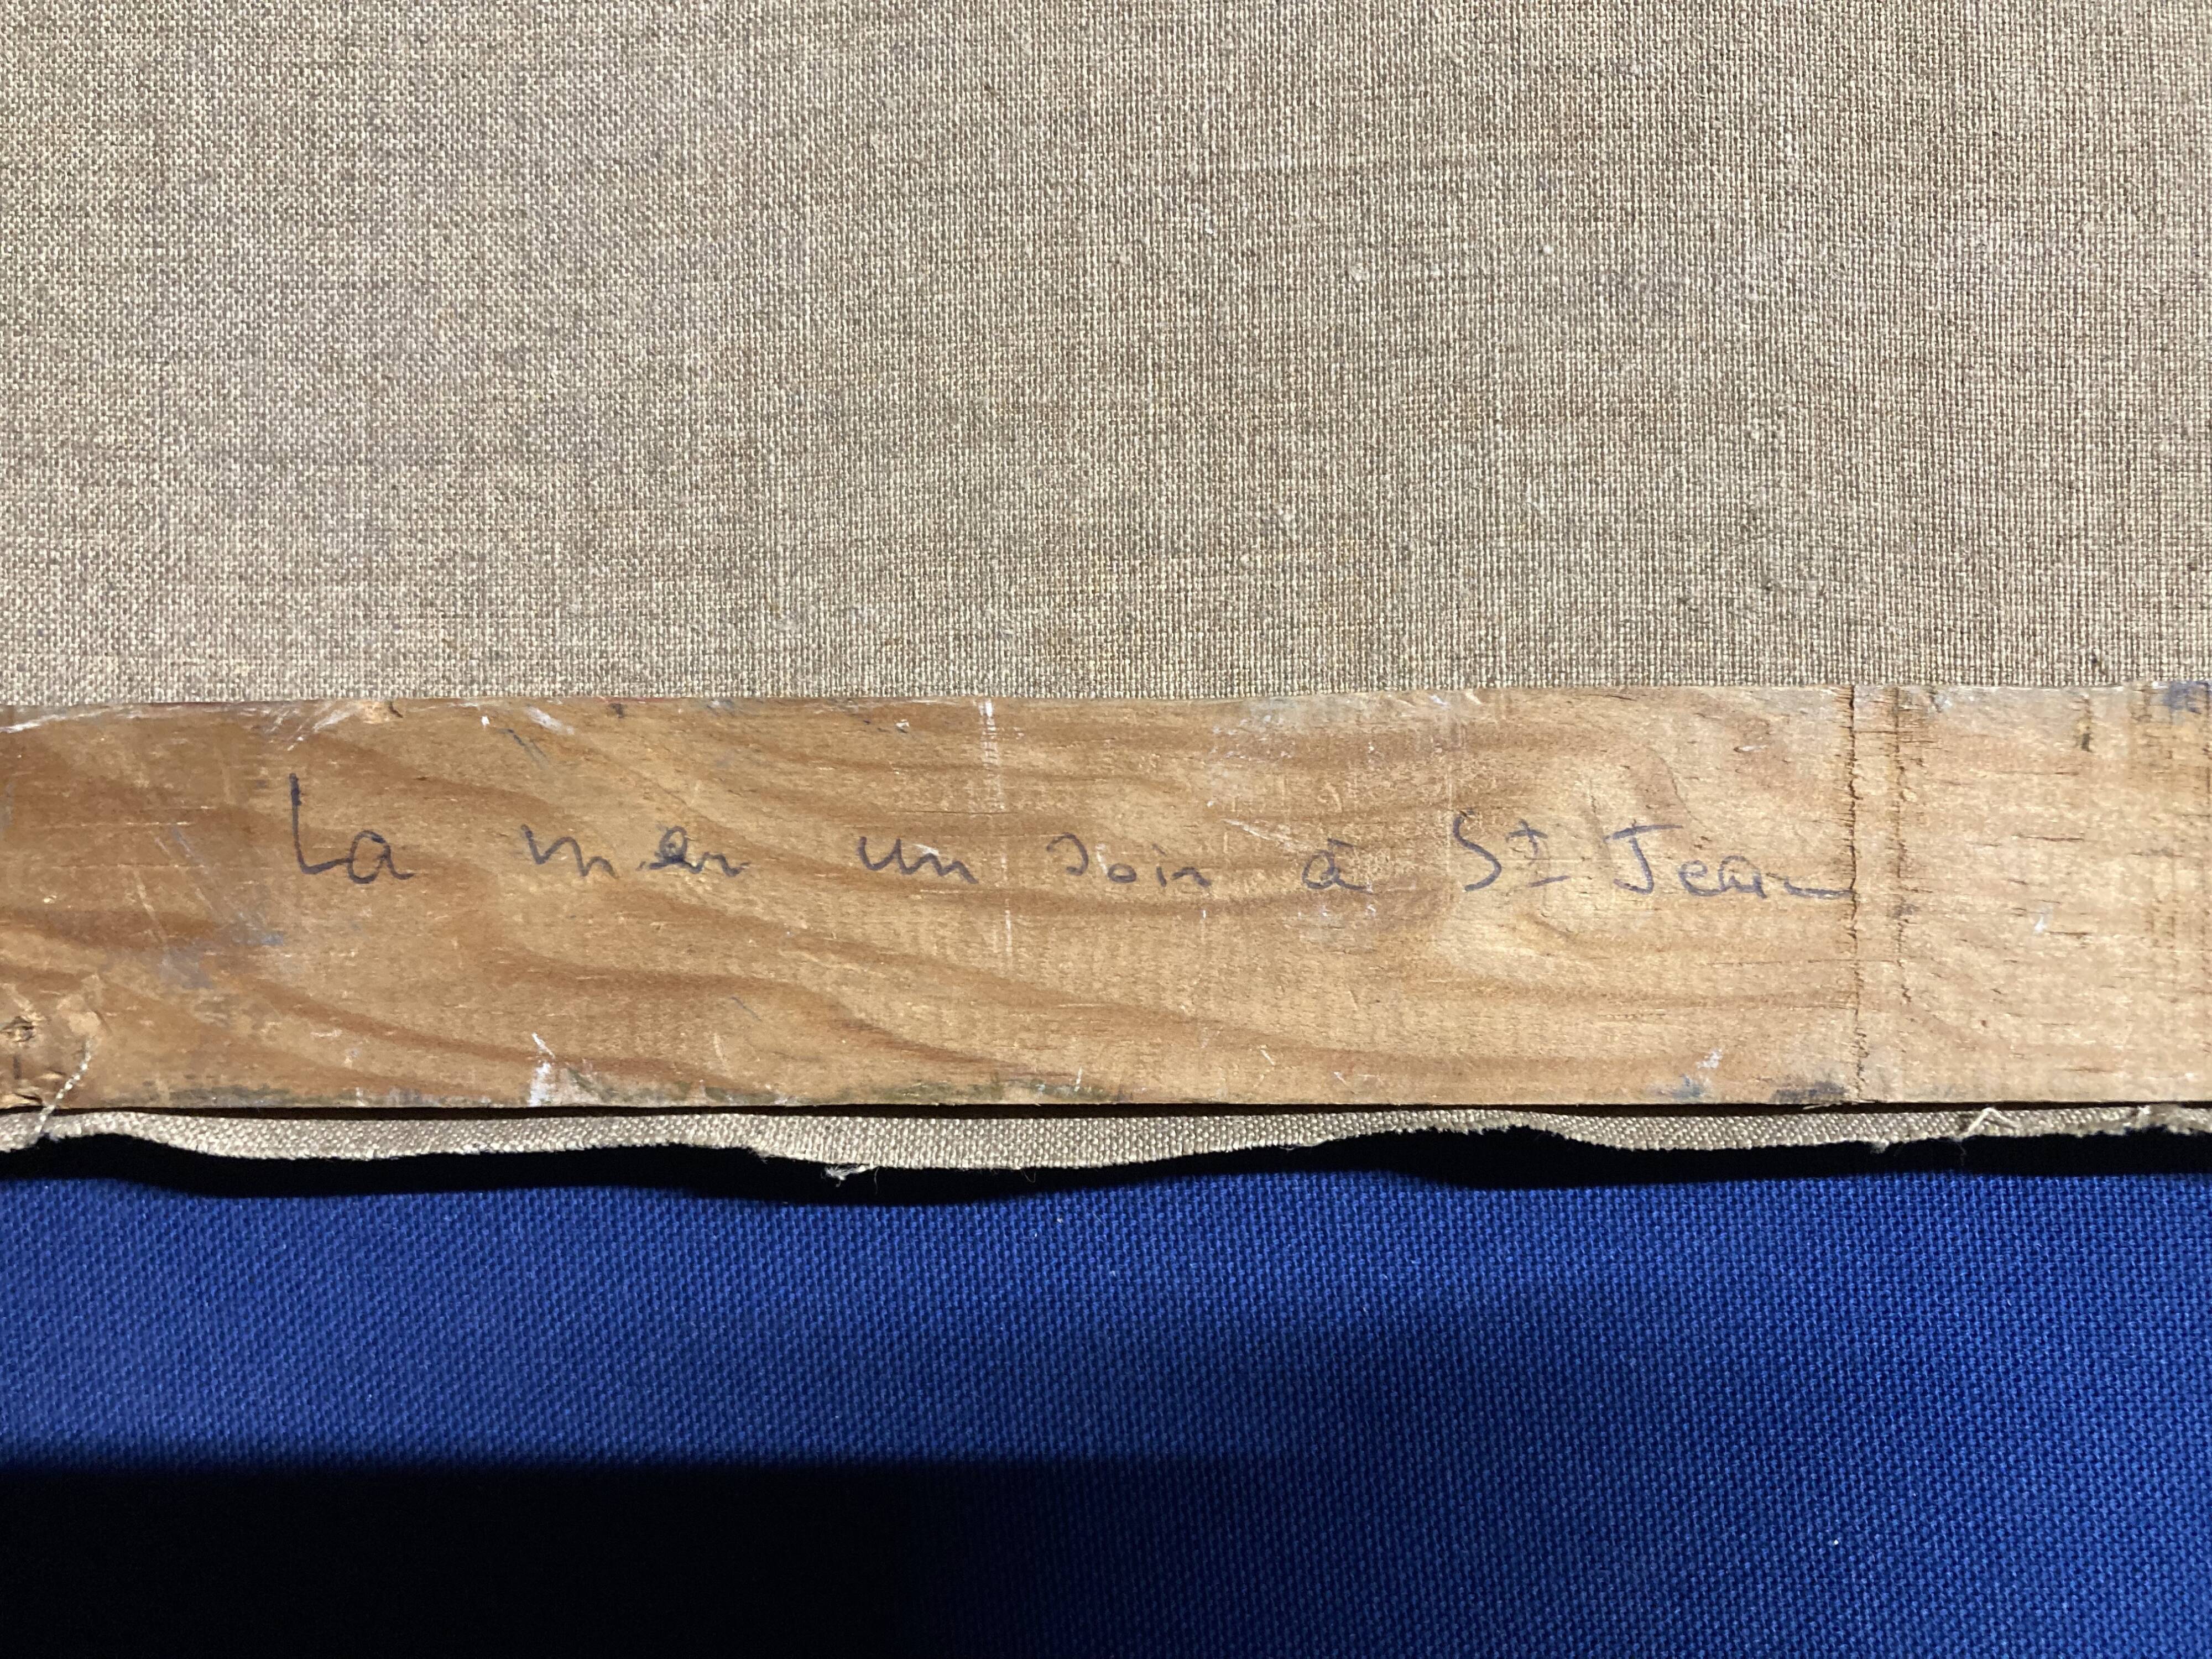 La mer un soir à St Jean